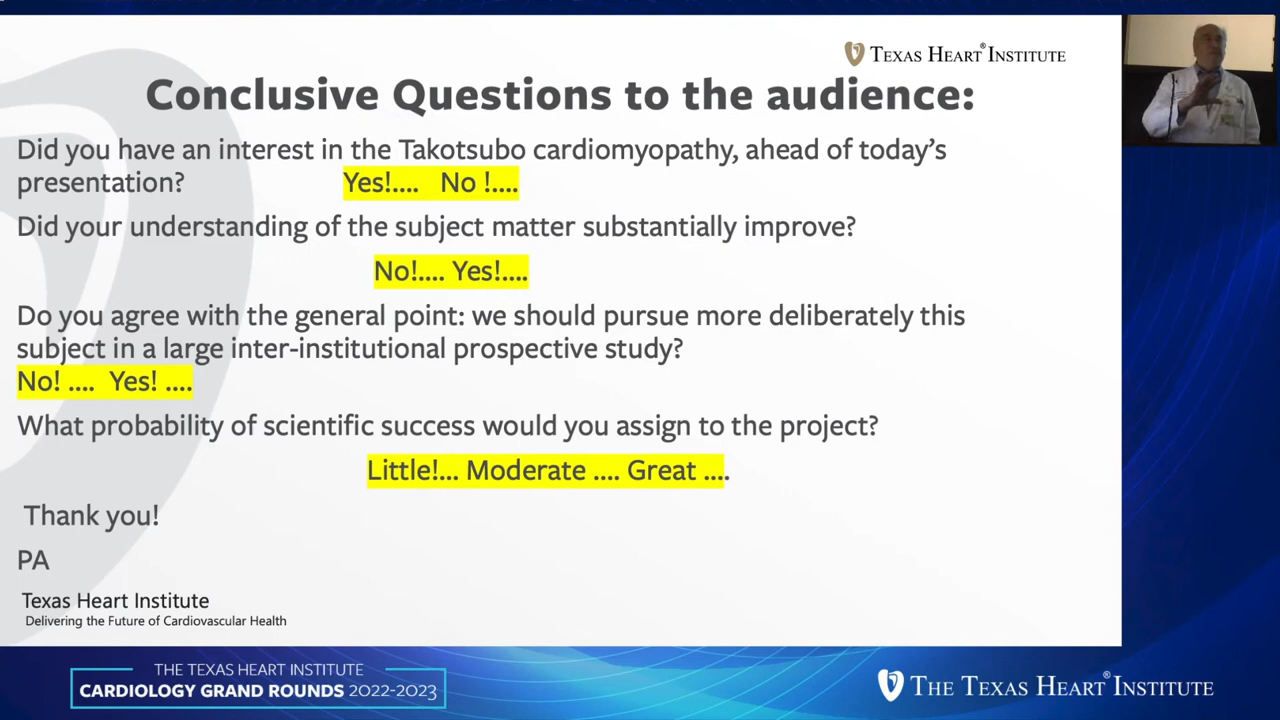 TEXAS HEART® INSTITUTE
Conclusive Questions to the audience:
Did you have an interest in the Takotsubo cardiomyopathy, ahead of today's
presentation? Yes!.... No !....
Did your understanding of the subject matter substantially improve?
No!.... Yes!....
Do you agree with the general point: we should pursue more deliberately this
subject in a large inter-institutional prospective study?
No! .... Yes! ....
What probability of scientific success would you assign to the project?
Little!... Moderate .... Great ....
Thank you!
PA
Texas Heart Institute
Delivering the Future of Cardiovascular Health
THE TEXAS HEART INSTITUTE
CARDIOLOGY GRAND ROUNDS 2022-2023
THE TEXAS HEART® INSTITUTE